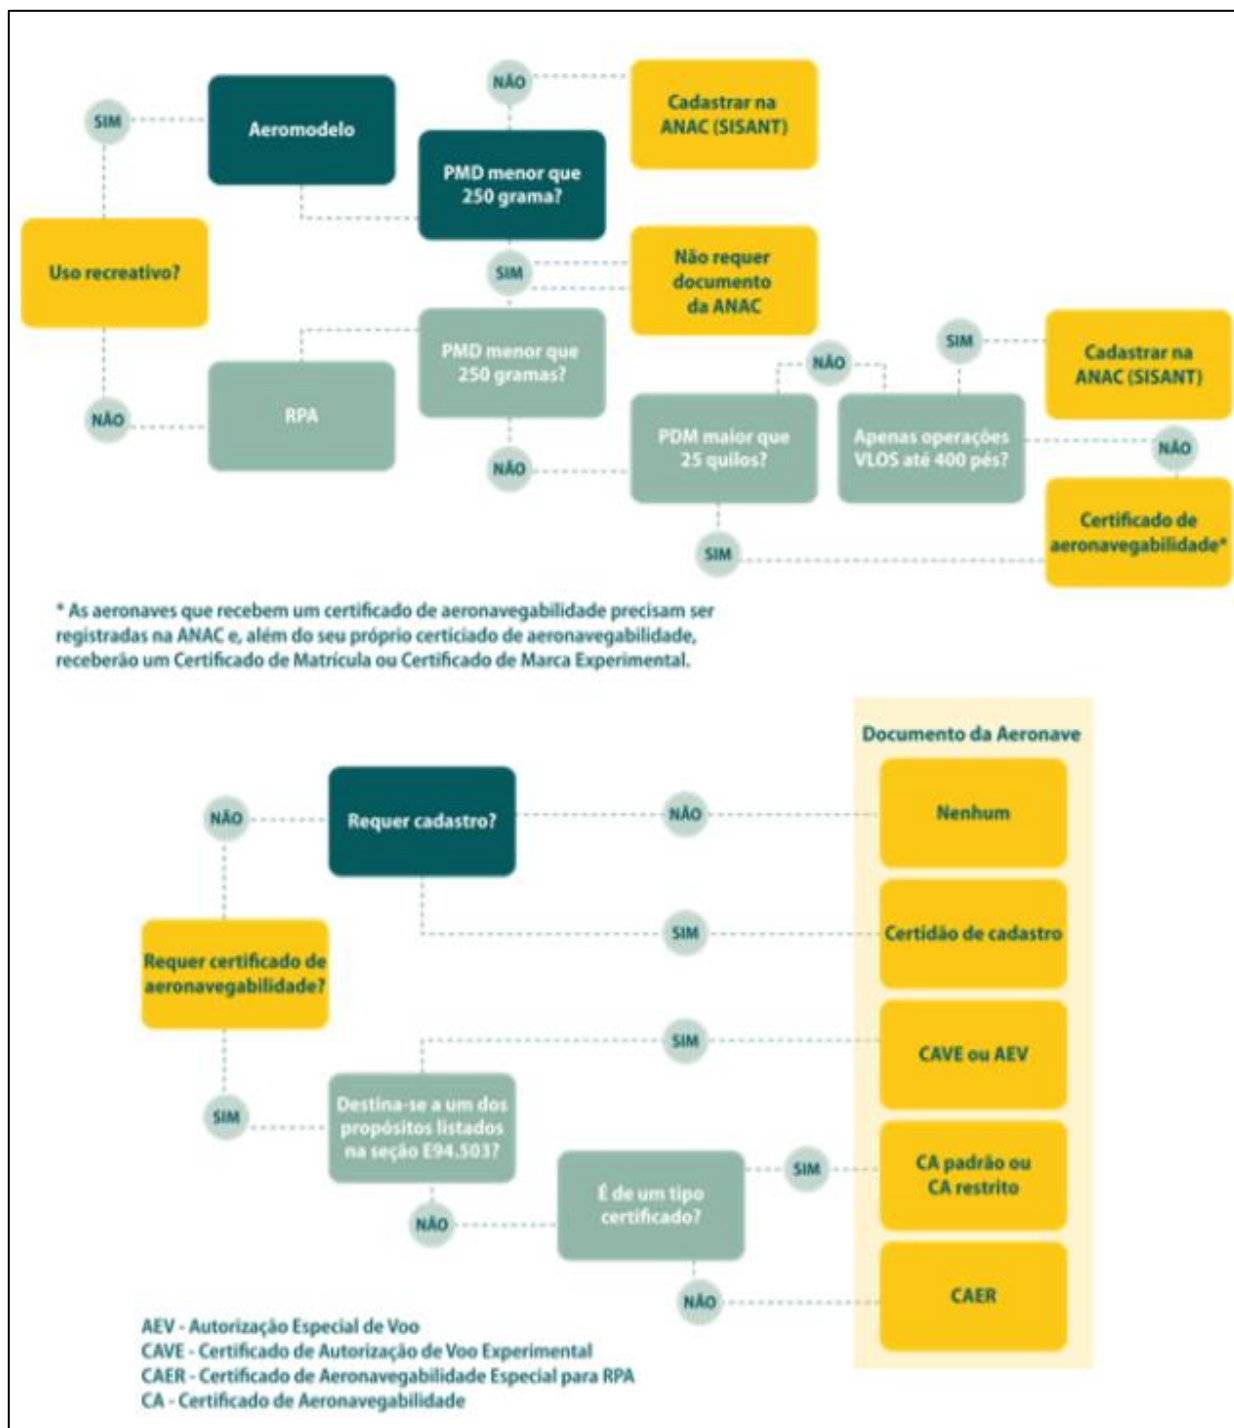 NÃO
Cadastrar na
ANAC (SISANT)
SIM
Aeromodelo
PMD menor que
250 grama?
Uso recreativo?
SIM
Não requer
documento
da ANAC
PMD menor que
250 gramas?
SIM
Cadastrar na
ANAC (SISANT)
NÃO
NÃO
RPA
NÃO
PDM maior que
25 quilos?
Apenas operações
VLOS até 400 pés?
NÃO
SIM
Certificado de
aeronavegabilidade*
* As aeronaves que recebem um certificado de aeronavegabilidade precisam ser
registradas na ANAC e, além do seu próprio certiciado de aeronavegabilidade,
receberão um Certificado de Matrícula ou Certificado de Marca Experimental.
Documento da Aeronave
NÃO
Requer cadastro?
NÃO
Nenhum
SIM
Certidão de cadastro
Requer certificado de
aeronavegabilidade?
SIM
CAVE ou AEV
SIM
Destina-se a um dos
propósitos listados
na seção E94.503?
NÃO
É de um tipo
certificado?
SIM
CA padrão ou
CA restrito
NÃO
CAER
AEV - Autorização Especial de Voo
CAVE - Certificado de Autorização de Voo Experimental
CAER - Certificado de Aeronavegabilidade Especial para RPA
CA - Certificado de Aeronavegabilidade